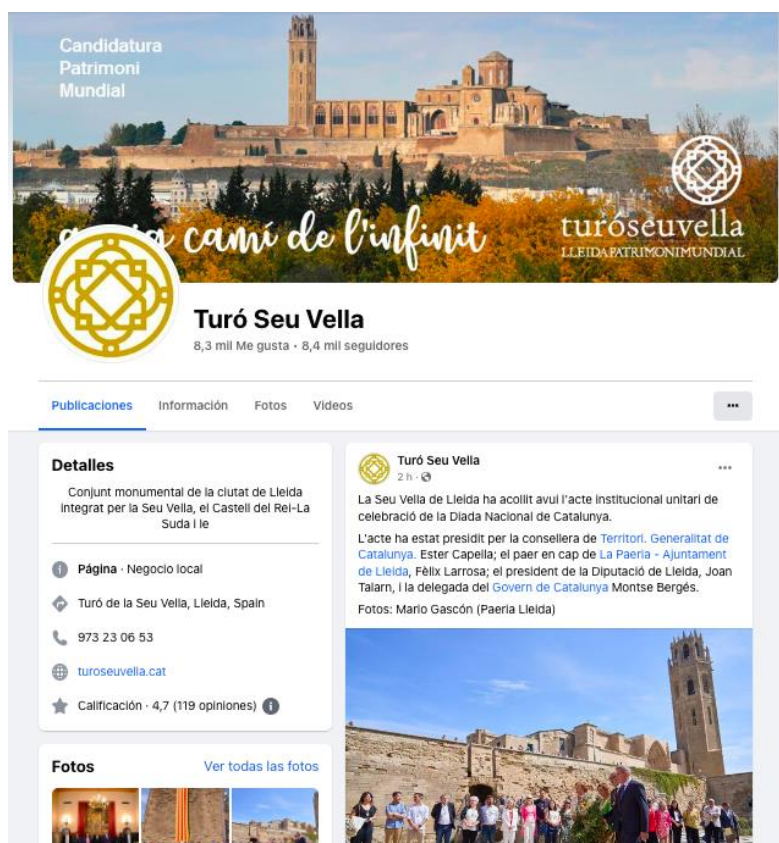 Candidatura
Patrimoni
Mundial
camí de l'infinit
turóseuvella
LLEIDAPATRIMONIMUNDIAL
Turó Seu Vella
8,3 mil Me gusta • 8,4 mil seguidores
Publicaciones
Información
Fotos
Videos
Detalles
Conjunt monumental de la ciutat de Lleida
integrat per la Seu Vella, el Castell del Rei-La
Suda i le
Página · Negocio local
Turó de la Seu Vella, Lleida, Spain
973 23 06 53
turoseuvella.cat
Calificación · 4,7 (119 opiniones)
Fotos
Ver todas las fotos
Turó Seu Vella
2 h ·
La Seu Vella de Lleida ha acollit avui l'acte institucional unitari de
celebració de la Diada Nacional de Catalunya.
L'acte ha estat presidit per la consellera de Territori. Generalitat de
Catalunya. Ester Capella; el paer en cap de La Paeria - Ajuntament
de Lleida, Fèlix Larrosa; el president de la Diputació de Lleida, Joan
Talarn, i la delegada del Govern de Catalunya Montse Bergés.
Fotos: Mario Gascón (Paeria Lleida)